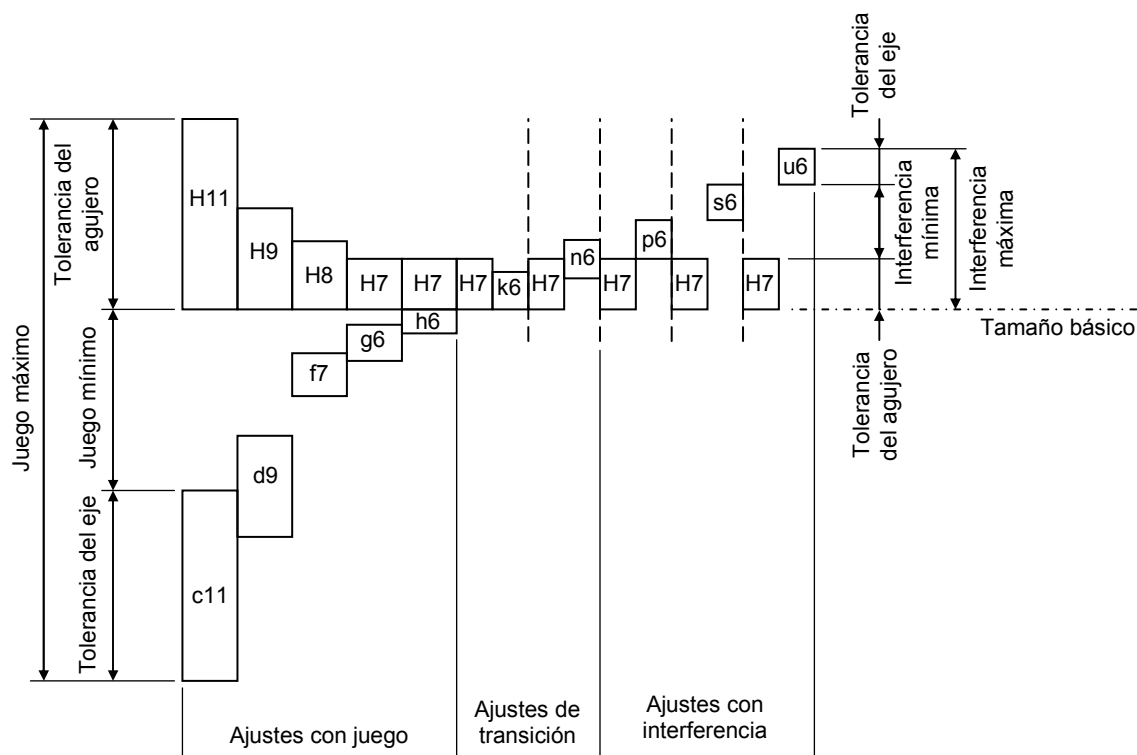 Tolerancia
del eje
Juego máximo
Tolerancia del
agujero
Juego mínimo
Tolerancia del eje
H11
H9
H8
H7
H7
H7
k6
H7
n6
H7
p6
H7
s6
H7
u6
h6
g6
f7
d9
c11
Interferencia
mínima
Interferencia
máxima
Tamaño básico
Tolerancia
del agujero
Ajustes con juego
Ajustes de
transición
Ajustes con
interferencia